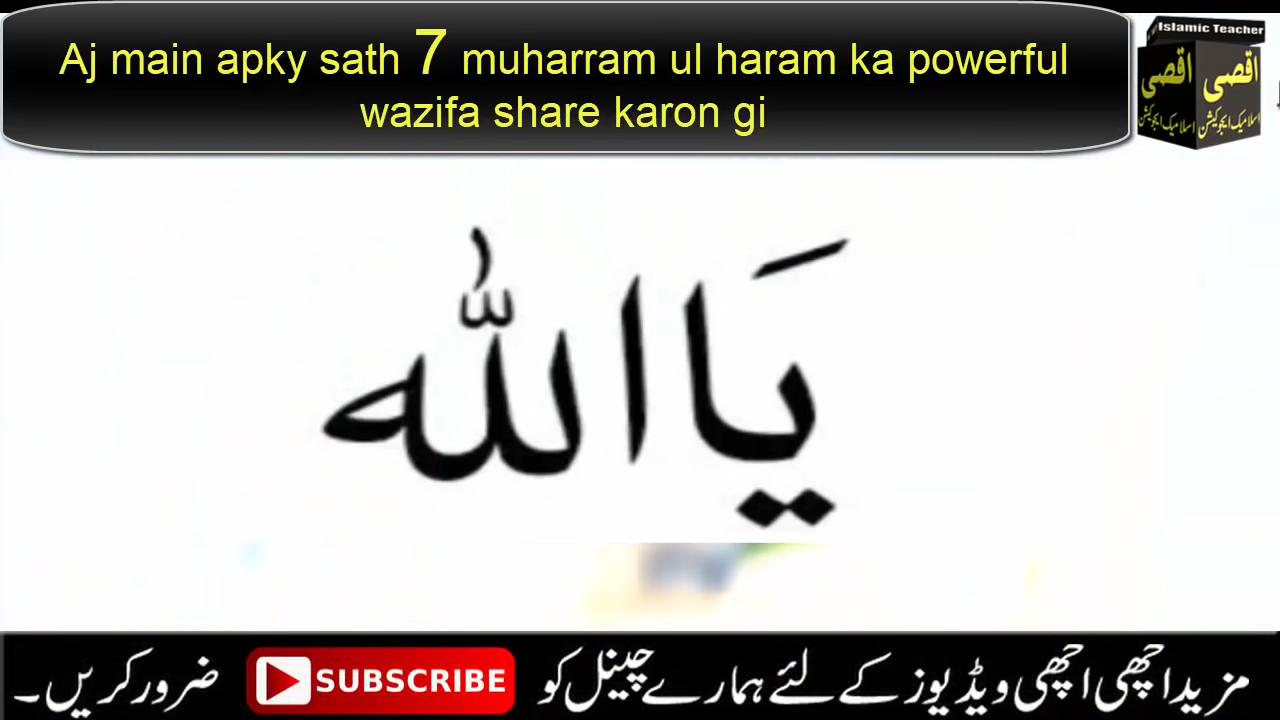 Aj main apky sath 7 muharram ul haram ka powerful
wazifa share karon gi
Islamic Teacher
اقصی اقصی
اسلامیک ایجوکیشن اسلامیک ایجوکیشن
یَا اللّٰه
مزید اچھی اچھی ویڈیوز کے لئے ہمارے چینل کو SUBSCRIBE ضرور کریں۔